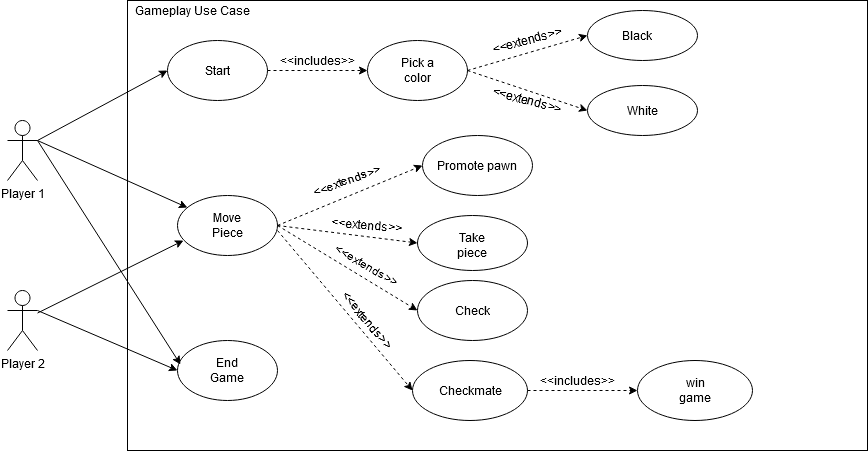 Gameplay Use Case
Start
<<includes>>
Pick a
color
<<extends>>
Black
<<extends>>
White
Player 1
Move
Piece
<<extends>>
Promote pawn
<<extends>>
Take
piece
<<extends>>
Check
<<extends>>
Checkmate
<<includes>>
win
game
Player 2
End
Game